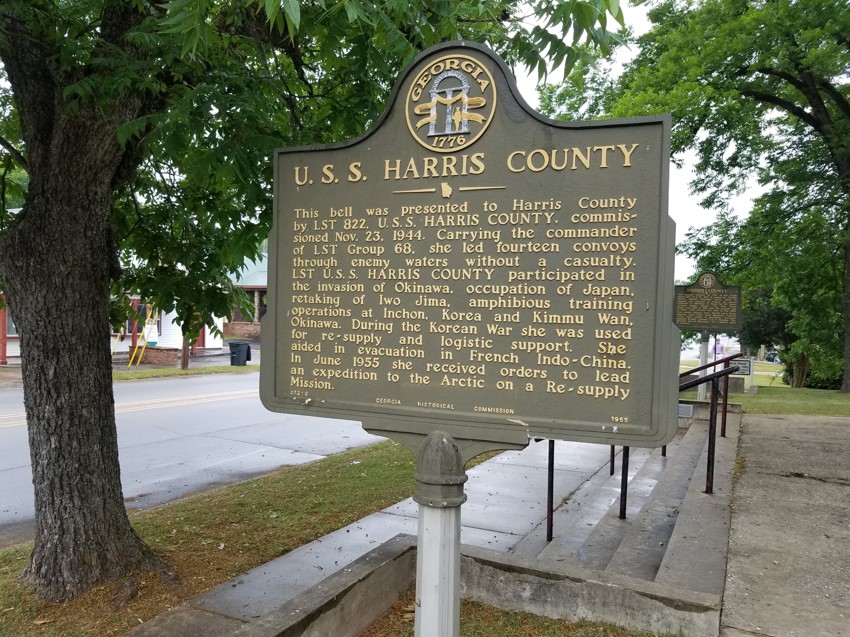 GEORGIA
1776
U. S. S. HARRIS COUNTY
This bell was presented to Harris County
by LST 822, U.S.S. HARRIS COUNTY, commis-
sioned Nov. 23, 1944. Carrying the commander
of LST Group 68, she led fourteen convoys
through enemy waters without a casualty.
LST U.S.S. HARRIS COUNTY participated in
the invasion of Okinawa, occupation of Japan,
retaking of Iwo Jima, amphibious training
operations at Inchon, Korea and Kimmu Wan,
Okinawa. During the Korean War she was used
for re-supply and logistic support. She
aided in evacuation in French Indo-China.
In June 1955 she received orders to lead
an expedition to the Arctic on a Re-supply
Mission.
GEORGIA HISTORICAL COMMISSION
1955
HARRIS COUNTY